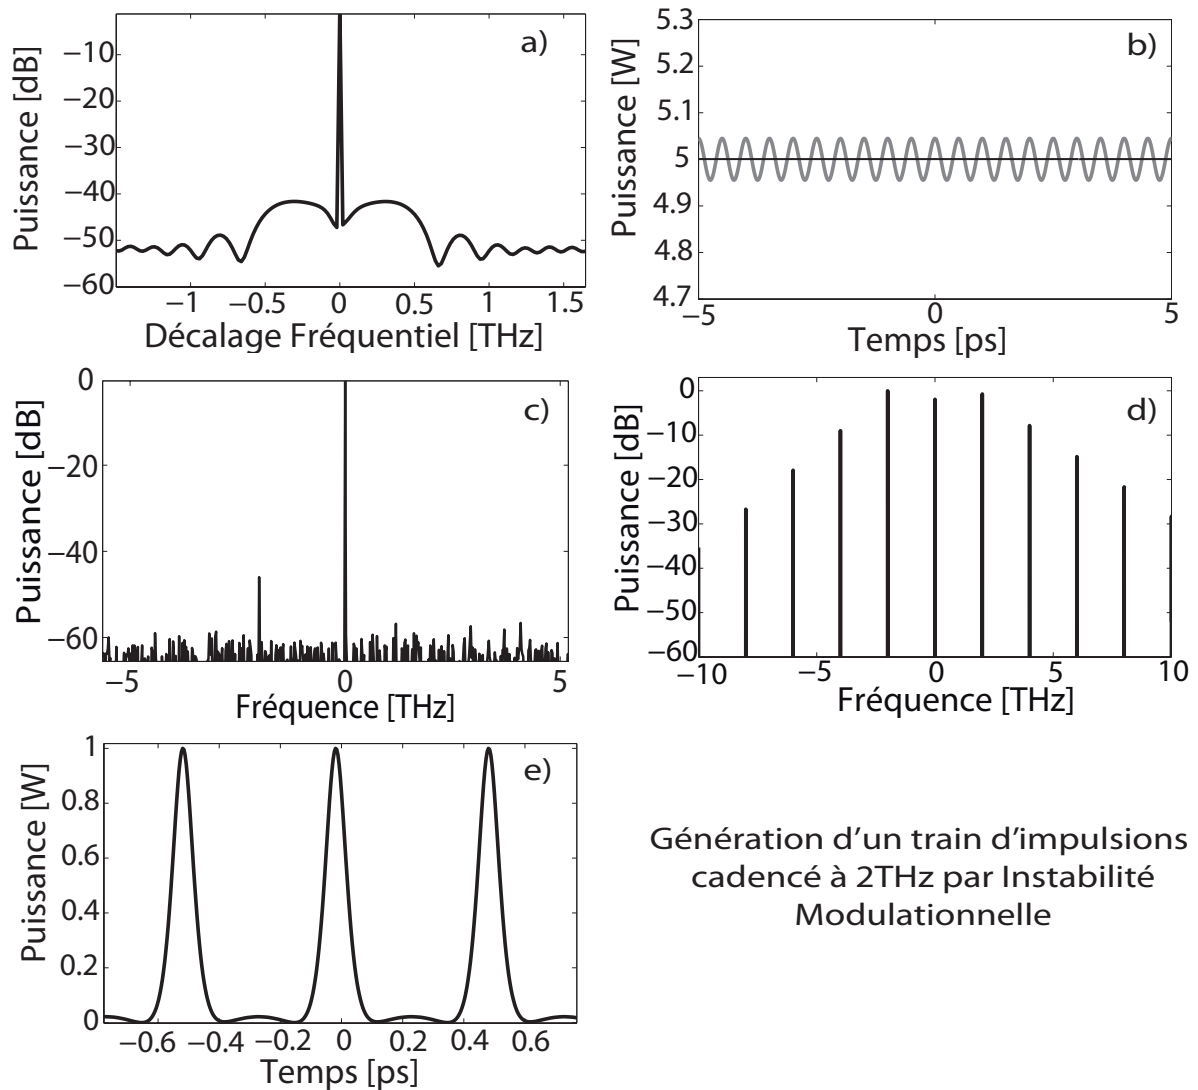 a)
Puissance [dB]
−10
−20
−30
−40
−50
−60
−1 −0.5 0 0.5 1 1.5
Décalage Fréquentiel [THz]
b)
Puissance [W]
5.3
5.2
5.1
5
4.9
4.8
4.7
−5 0 5
Temps [ps]
c)
Puissance [dB]
0
−20
−40
−60
−5 0 5
Fréquence [THz]
d)
Puissance [dB]
0
−10
−20
−30
−40
−50
−60
−10 −5 0 5 10
Fréquence [THz]
e)
Puissance [W]
1
0.8
0.6
0.4
0.2
0
−0.6 −0.4 −0.2 0 0.2 0.4 0.6
Temps [ps]
Génération d’un train d’impulsions
cadencé à 2THz par Instabilité
Modulationnelle